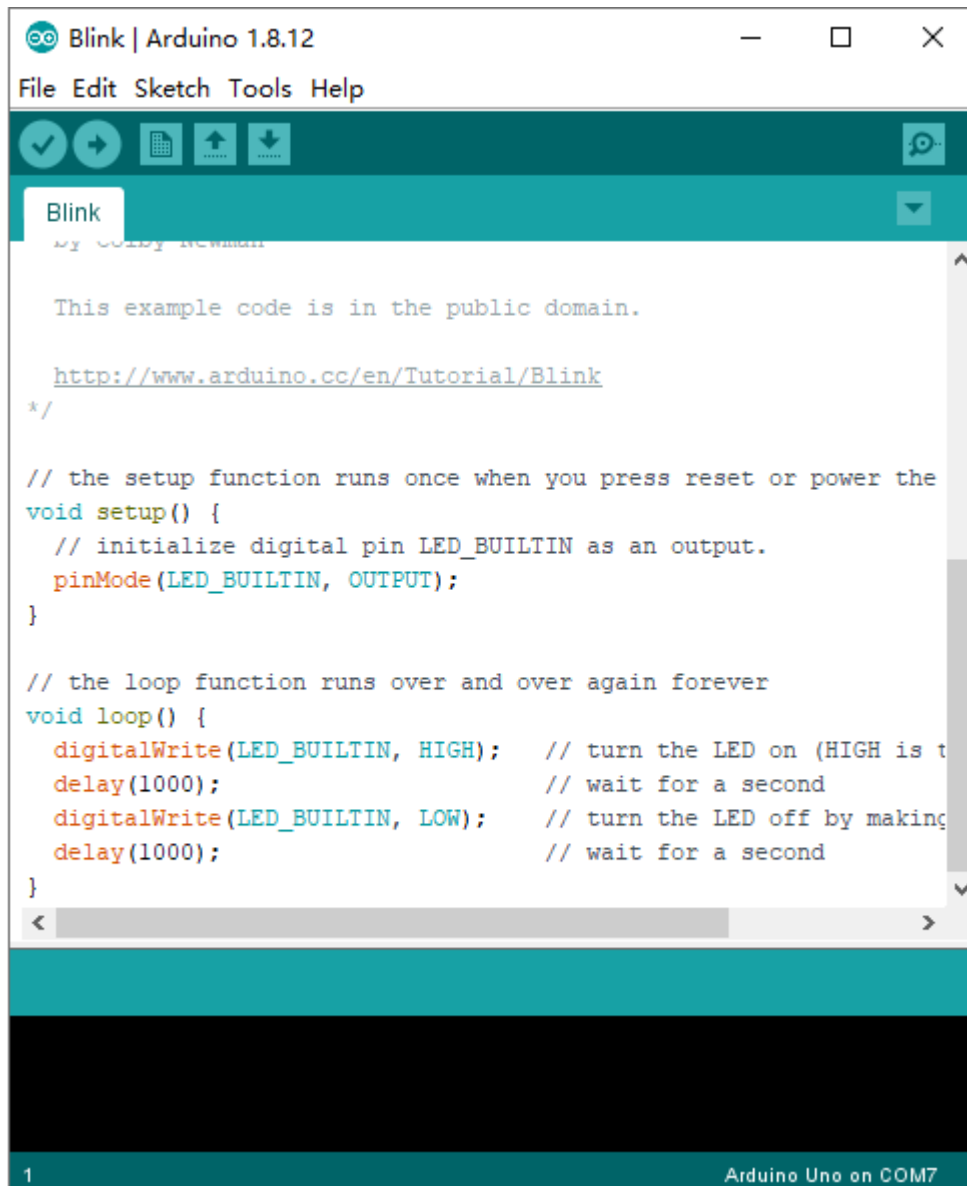 Blink | Arduino 1.8.12
File Edit Sketch Tools Help
Blink
by Colby Newman
This example code is in the public domain.
http://www.arduino.cc/en/Tutorial/Blink
*/
// the setup function runs once when you press reset or power the
void setup() {
  // initialize digital pin LED_BUILTIN as an output.
  pinMode(LED_BUILTIN, OUTPUT);
}
// the loop function runs over and over again forever
void loop() {
  digitalWrite(LED_BUILTIN, HIGH);   // turn the LED on (HIGH is t
  delay(1000);                       // wait for a second
  digitalWrite(LED_BUILTIN, LOW);    // turn the LED off by making
  delay(1000);                       // wait for a second
}
1
Arduino Uno on COM7